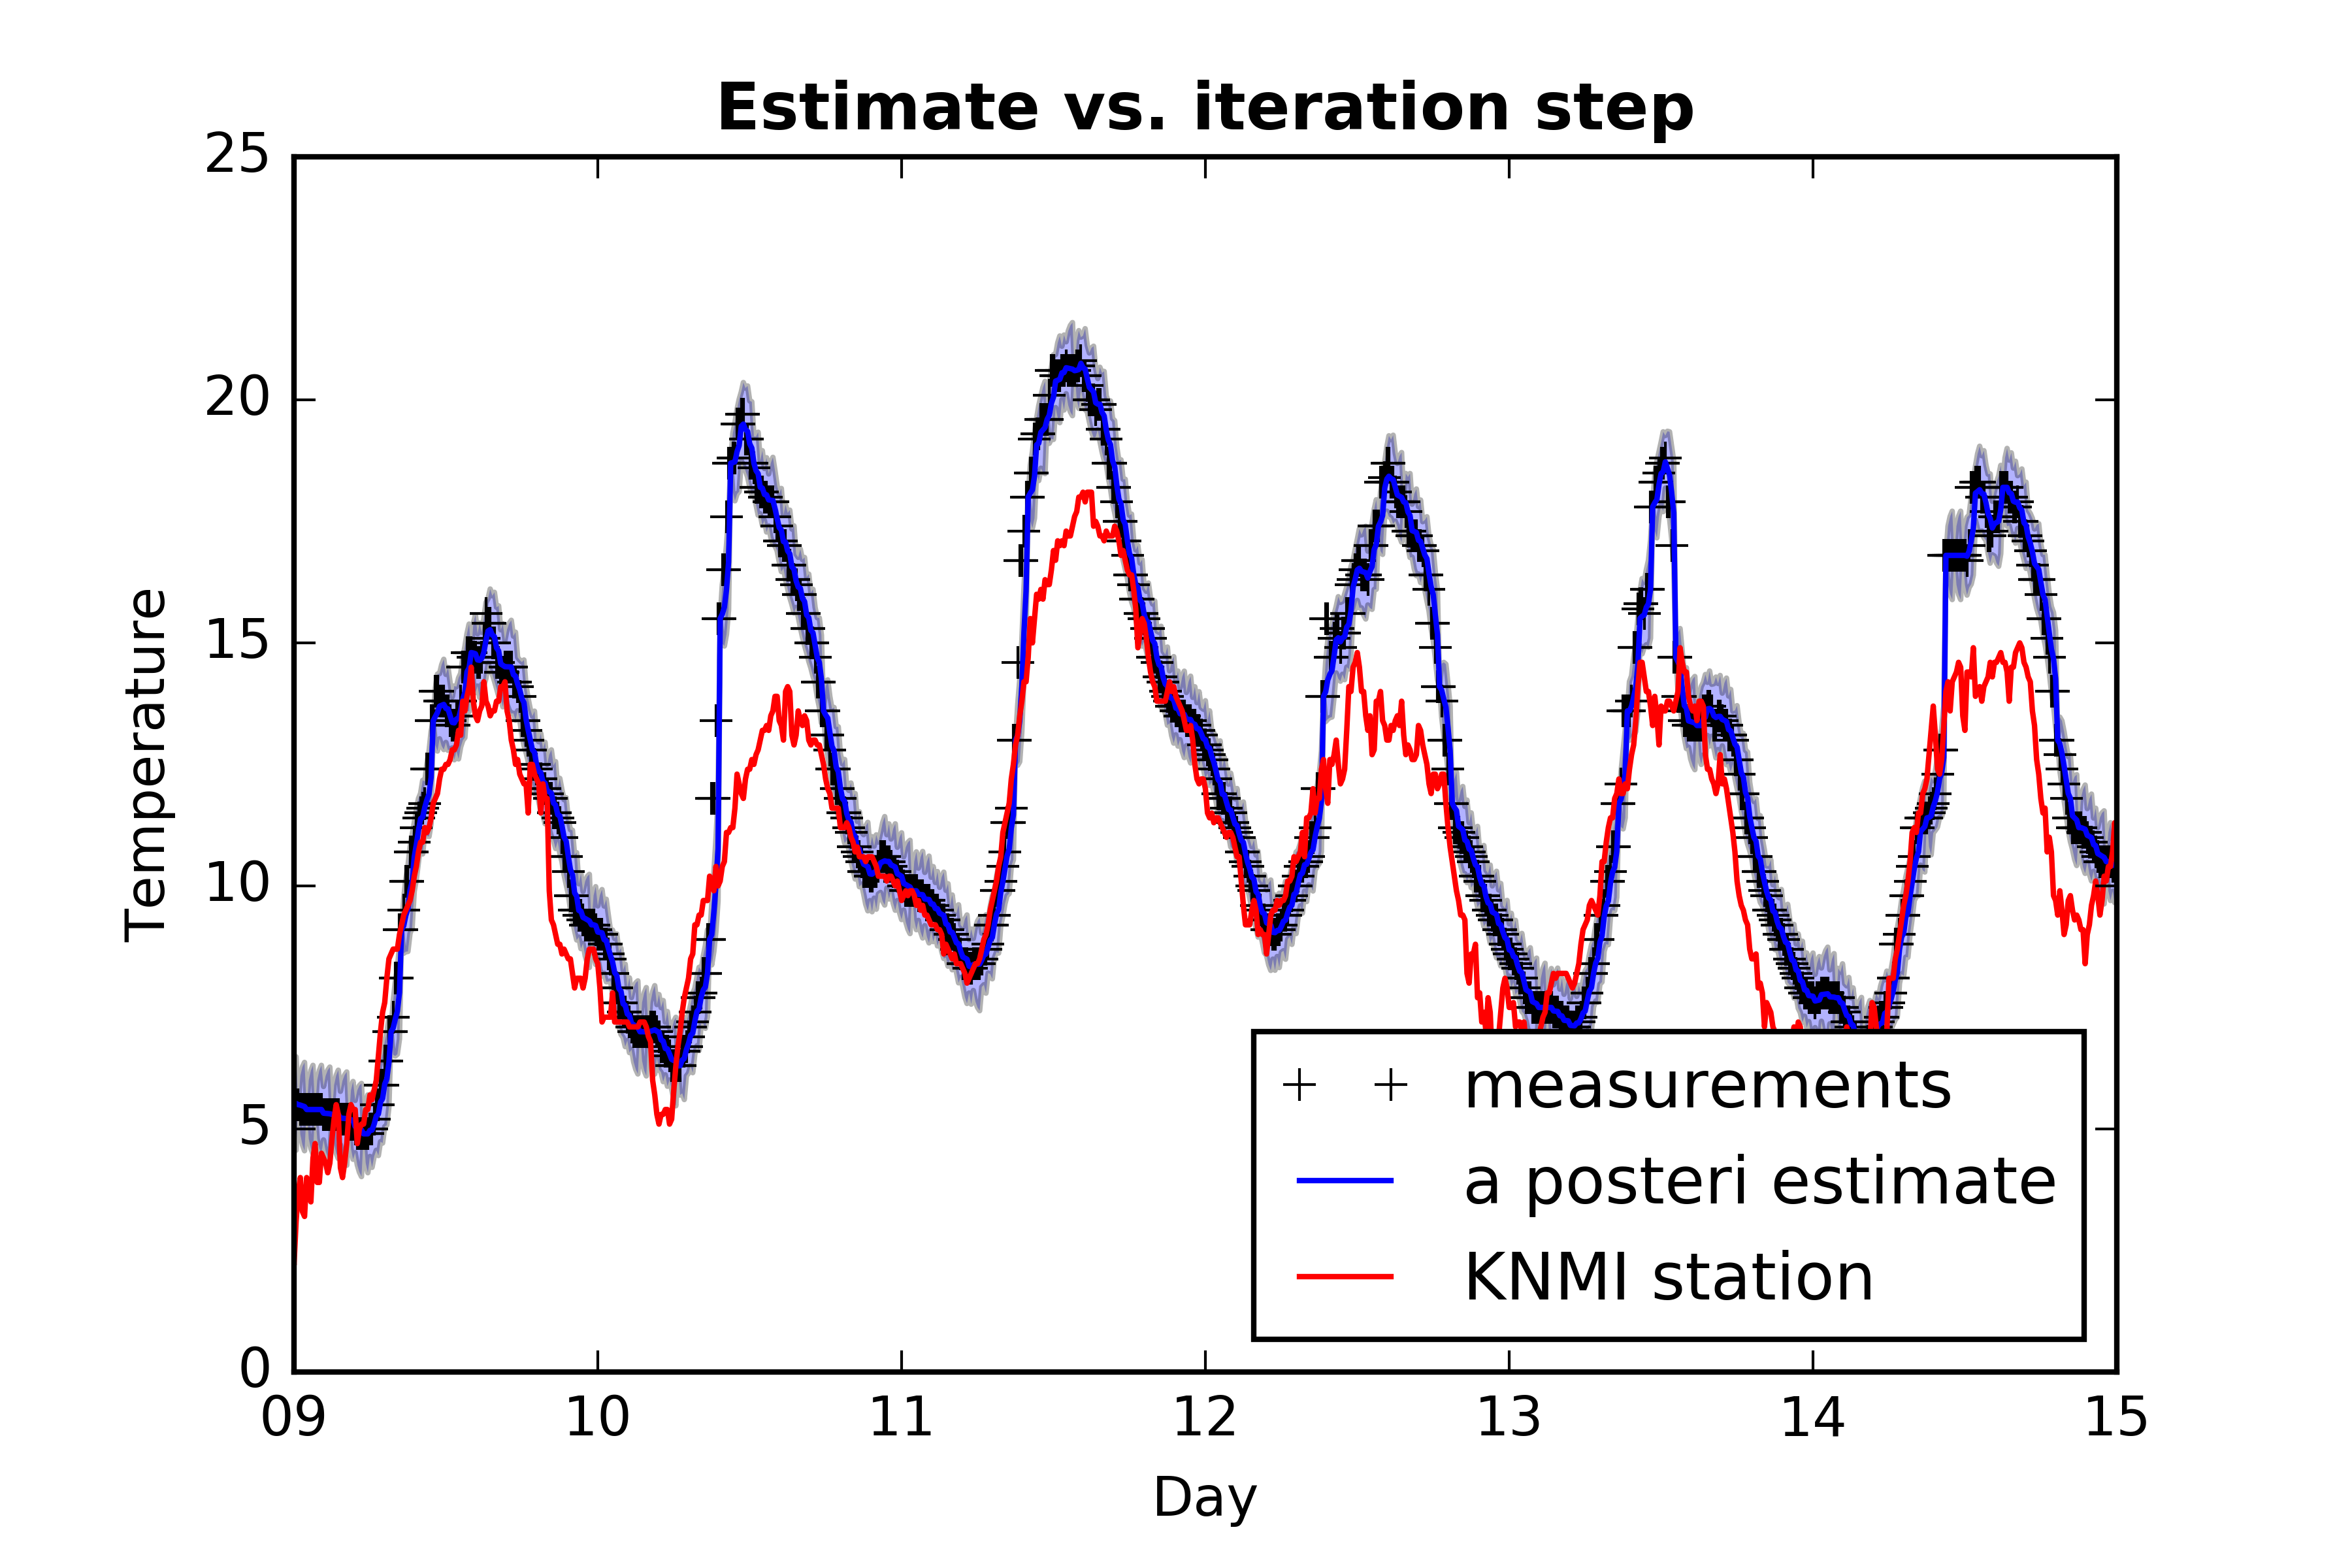 Estimate vs. iteration step
25
20
15
10
5
0
Temperature
09 10 11 12 13 14 15
Day
measurements
a posteri estimate
KNMI station